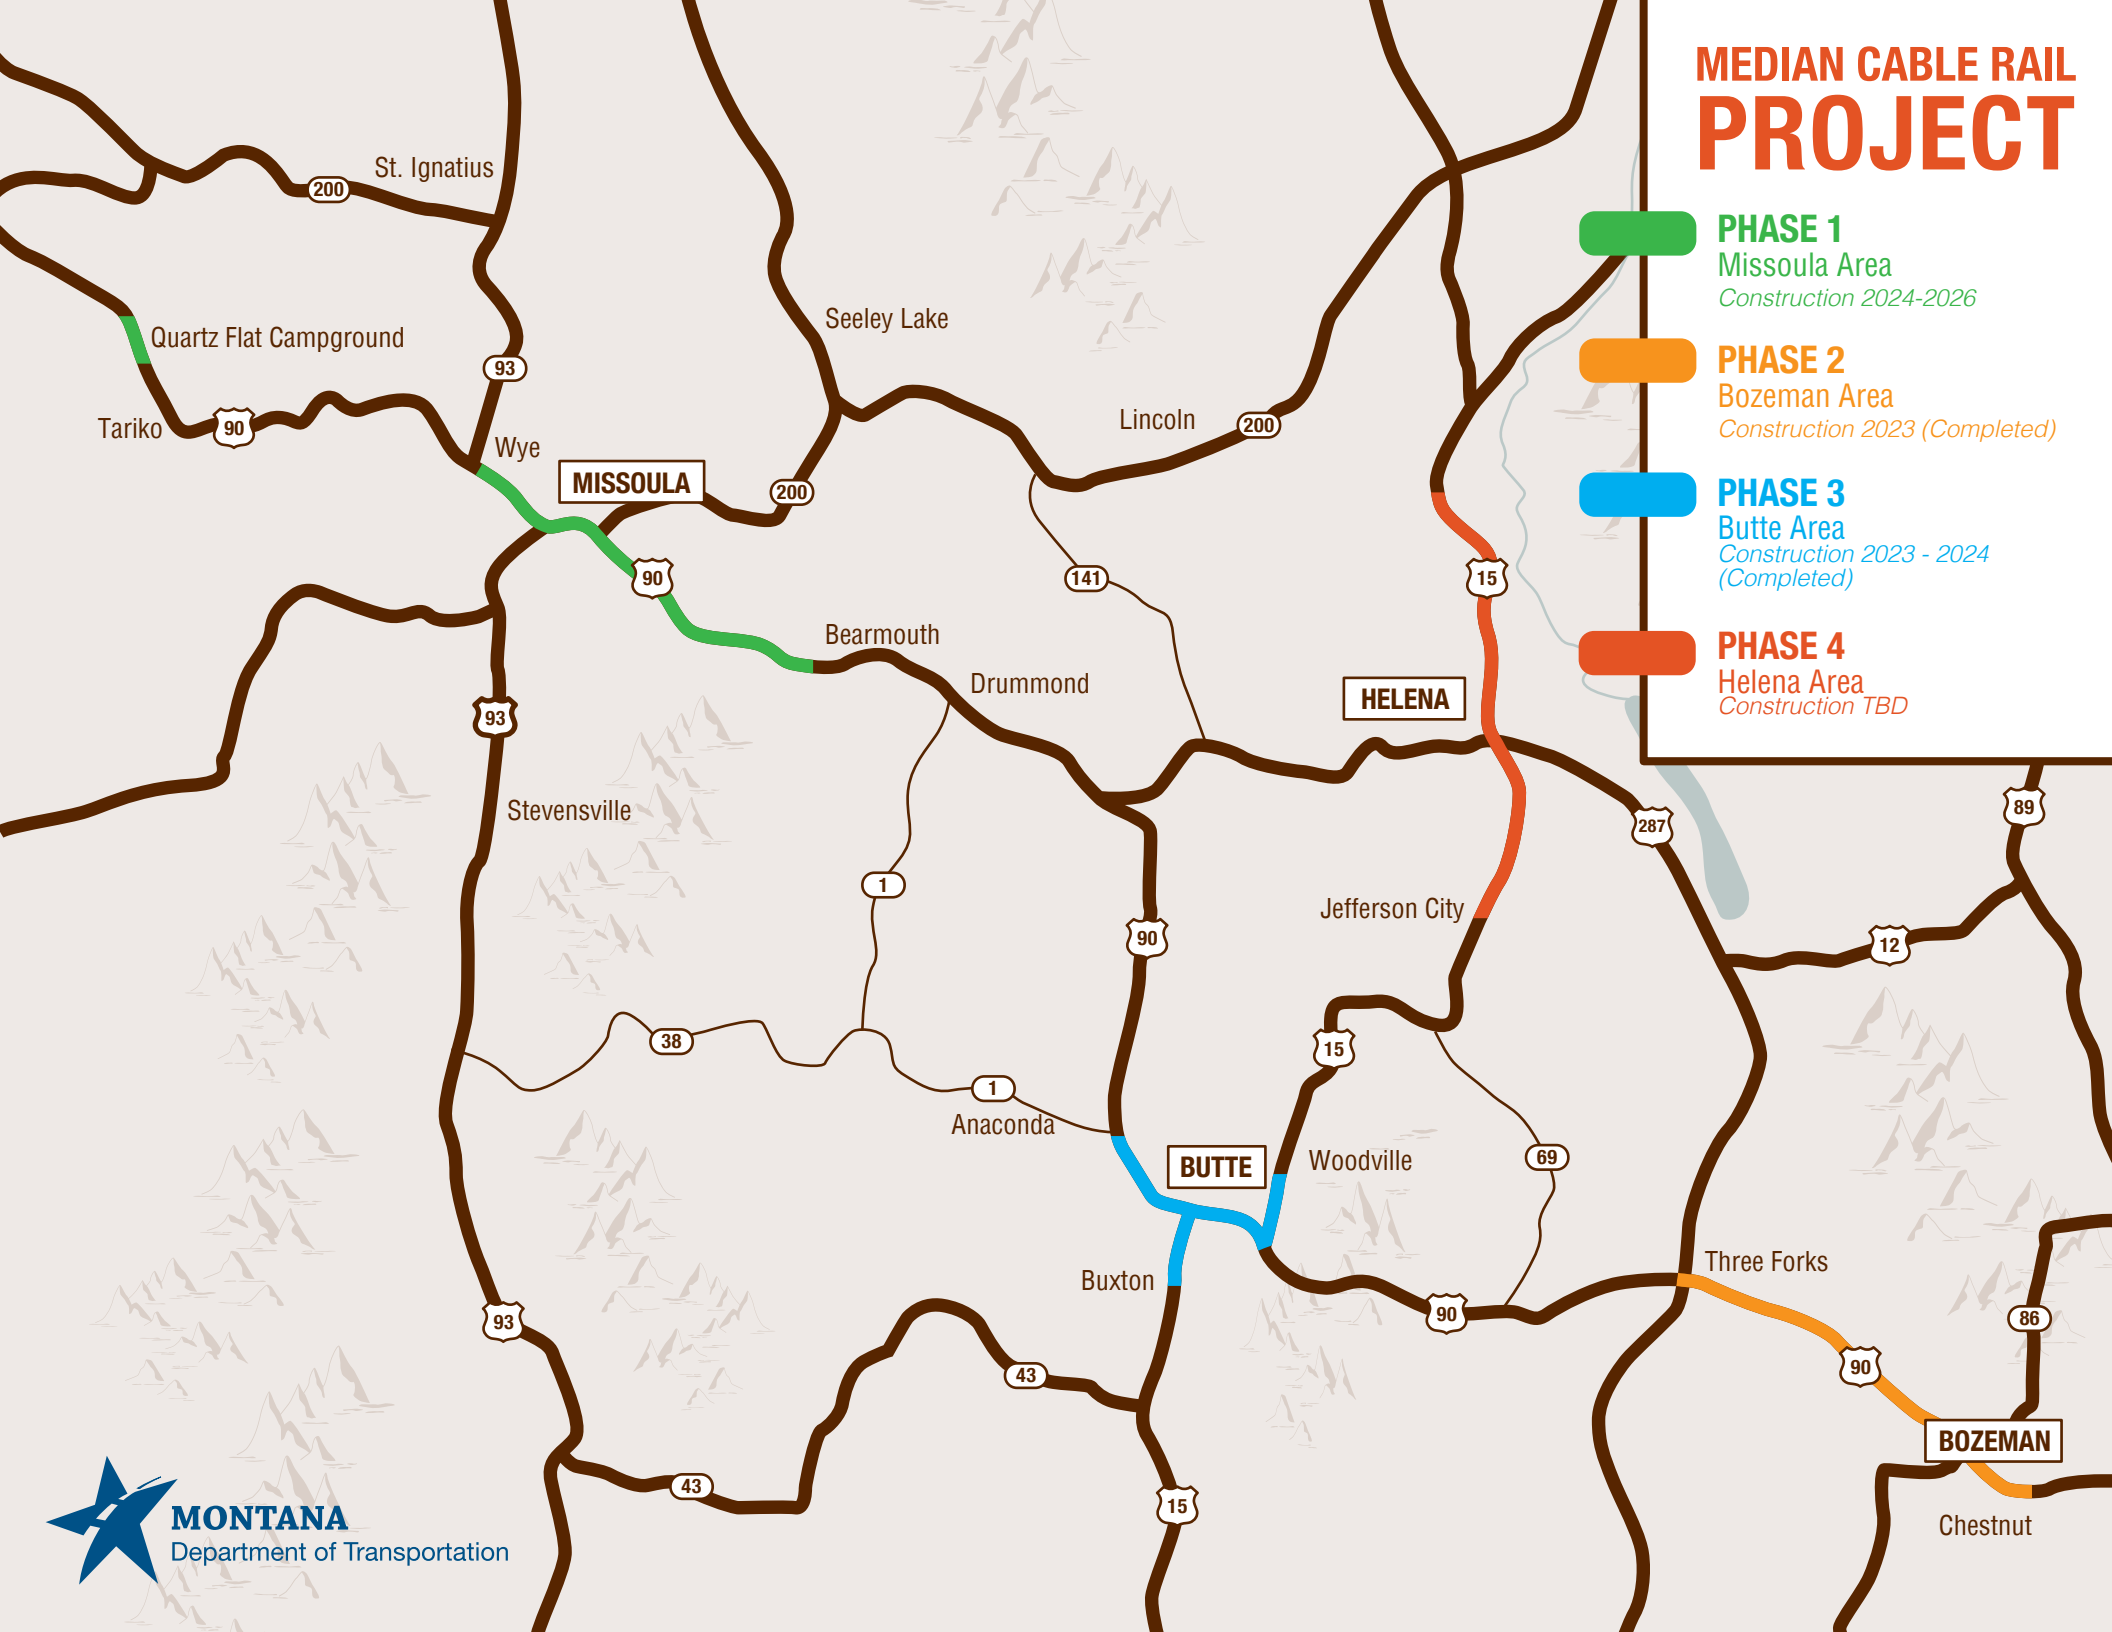 MEDIAN CABLE RAIL
PROJECT
PHASE 1
Missoula Area
Construction 2024-2026
PHASE 2
Bozeman Area
Construction 2023 (Completed)
PHASE 3
Butte Area
Construction 2023 - 2024
(Completed)
PHASE 4
Helena Area
Construction TBD
St. Ignatius
200
Seeley Lake
Quartz Flat Campground
93
Tariko
90
Wye
Lincoln
200
MISSOULA
200
90
141
15
Bearmouth
Drummond
HELENA
93
Stevensville
287
89
1
Jefferson City
90
12
38
15
1
Anaconda
BUTTE
Woodville
69
Buxton
Three Forks
93
90
86
43
90
BOZEMAN
43
15
Chestnut
MONTANA
Department of Transportation